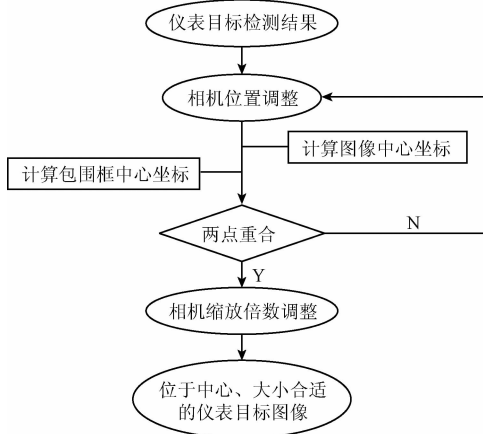 仪表目标检测结果
相机位置调整
计算图像中心坐标
计算包围框中心坐标
两点重合
N
Y
相机缩放倍数调整
位于中心、大小合适
的仪表目标图像